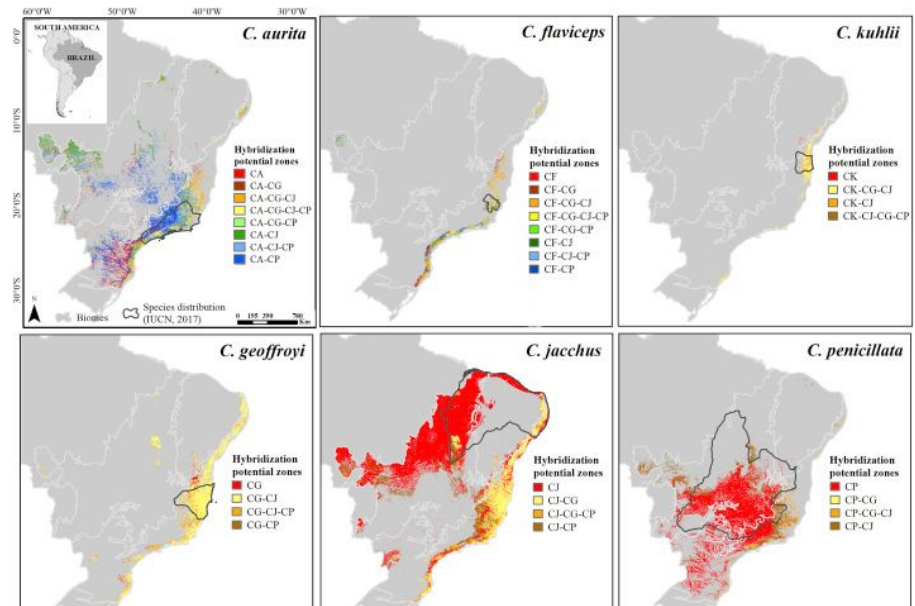 60°0'0"W 50°0'0"W 40°0'0"W
0°0'
10°0'0"S
20°0'0"S
30°0'0"S
SOUTH AMERICA
BRAZIL
C. aurita
Hybridization
potential zones
CA
CA-CG
CA-CG-CJ
CA-CG-CJ-CP
CA-CG-CP
CA-CJ
CA-CJ-CP
CA-CP
N
Biomes
Species distribution
(IUCN, 2017)
0 195 390 780
Km
C. flaviceps
Hybridization
potential zones
CF
CF-CG
CF-CG-CJ
CF-CG-CJ-CP
CF-CG-CP
CF-CJ
CF-CJ-CP
CF-CP
C. kuhlii
Hybridization
potential zones
CK
CK-CG-CJ
CK-CJ
CK-CJ-CG-CP
C. geoffroyi
Hybridization
potential zones
CG
CG-CJ
CG-CJ-CP
CG-CP
C. jacchus
Hybridization
potential zones
CJ
CJ-CG
CJ-CG-CP
CJ-CP
C. penicillata
Hybridization
potential zones
CP
CP-CG
CP-CG-CJ
CP-CJ